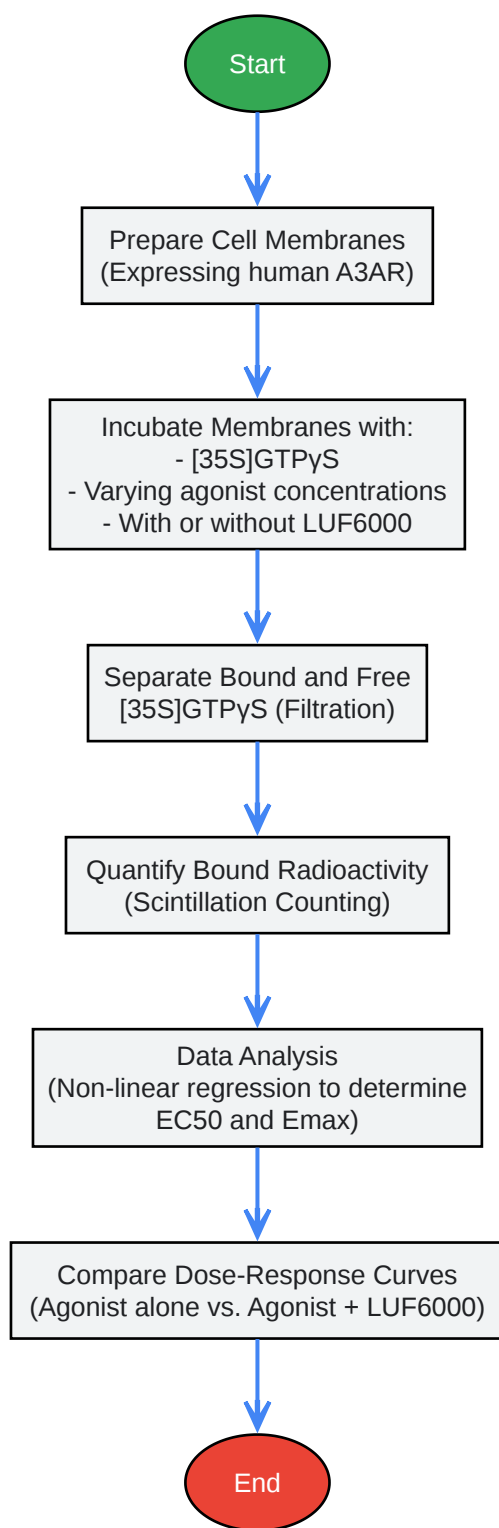 Start
Prepare Cell Membranes
(Expressing human A3AR)
Incubate Membranes with:
- [35S]GTPγS
- Varying agonist concentrations
- With or without LUF6000
Separate Bound and Free
[35S]GTPγS (Filtration)
Quantify Bound Radioactivity
(Scintillation Counting)
Data Analysis
(Non-linear regression to determine
EC50 and Emax)
Compare Dose-Response Curves
(Agonist alone vs. Agonist + LUF6000)
End